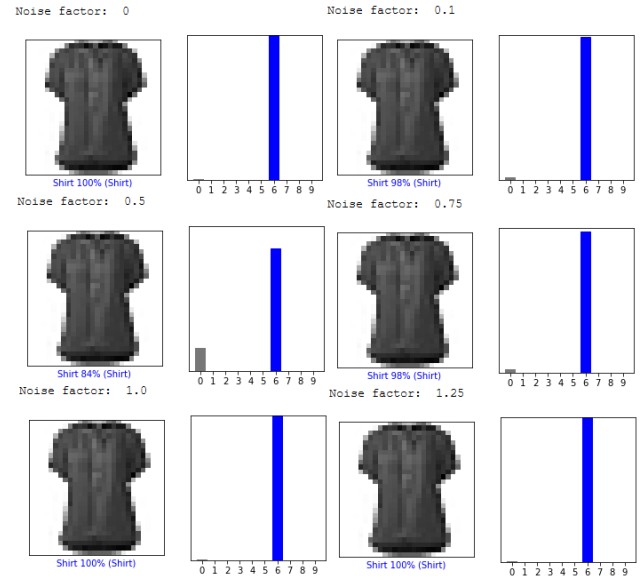 Noise factor: 0
Noise factor: 0.1
0 1 2 3 4 5 6 7 8 9
0 1 2 3 4 5 6 7 8 9
Shirt 100% (Shirt)
Shirt 98% (Shirt)
Noise factor: 0.5
Noise factor: 0.75
0 1 2 3 4 5 6 7 8 9
0 1 2 3 4 5 6 7 8 9
Shirt 84% (Shirt)
Shirt 98% (Shirt)
Noise factor: 1.0
Noise factor: 1.25
0 1 2 3 4 5 6 7 8 9
0 1 2 3 4 5 6 7 8 9
Shirt 100% (Shirt)
Shirt 100% (Shirt)